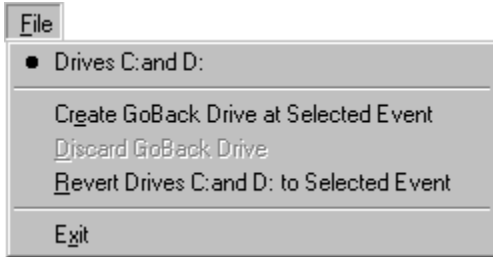 File
Drives C:and D:
Create GoBack Drive at Selected Event
Discard GoBack Drive
Revert Drives C:and D: to Selected Event
Exit